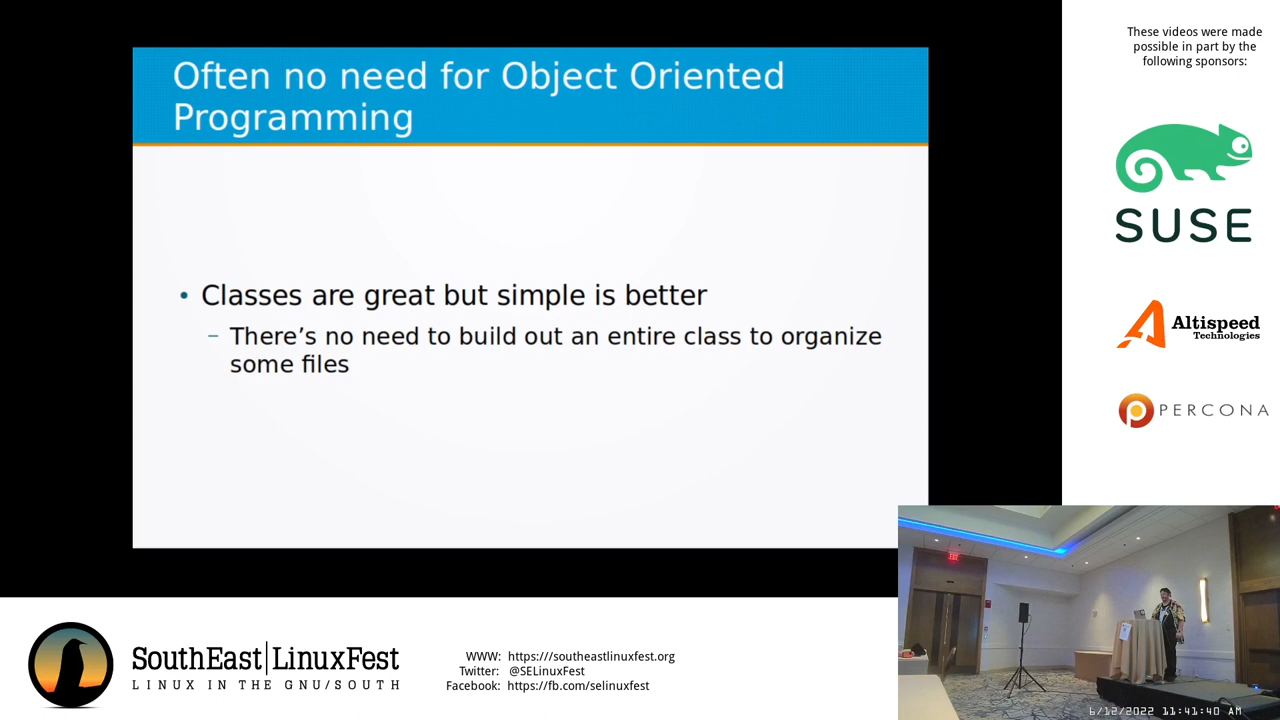 These videos were made
possible in part by the
following sponsors:
Often no need for Object Oriented
Programming
• Classes are great but simple is better
– There’s no need to build out an entire class to organize
some files
SUSE
Altispeed
Technologies
PERCONA
EXIT
SouthEast|LinuxFest
LINUX IN THE GNU/SOUTH
WWW: https://southeastlinuxfest.org
Twitter: @SELinuxFest
Facebook: https://fb.com/selinuxfest
6/12/2022 11:41:40 AM